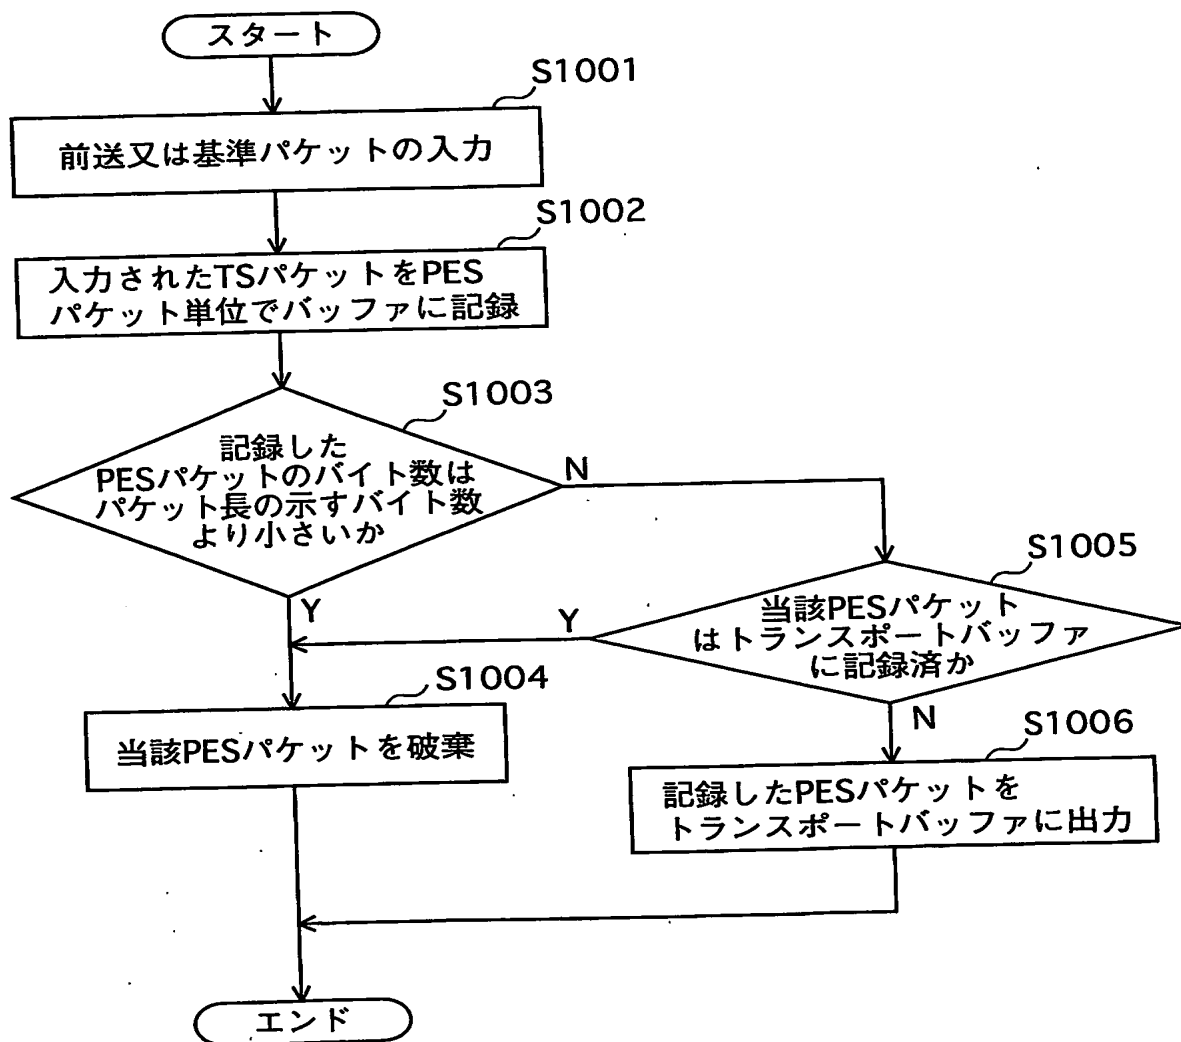 スタート
S1001
前送又は基準パケットの入力
S1002
入力されたTSパケットをPES
パケット単位でバッファに記録
S1003
記録した
PESパケットのバイト数は
パケット長の示すバイト数
より小さいか
N
Y
S1005
当該PESパケット
はトランスポートバッファ
に記録済か
Y
N
S1004
当該PESパケットを破棄
S1006
記録したPESパケットを
トランスポートバッファに出力
エンド